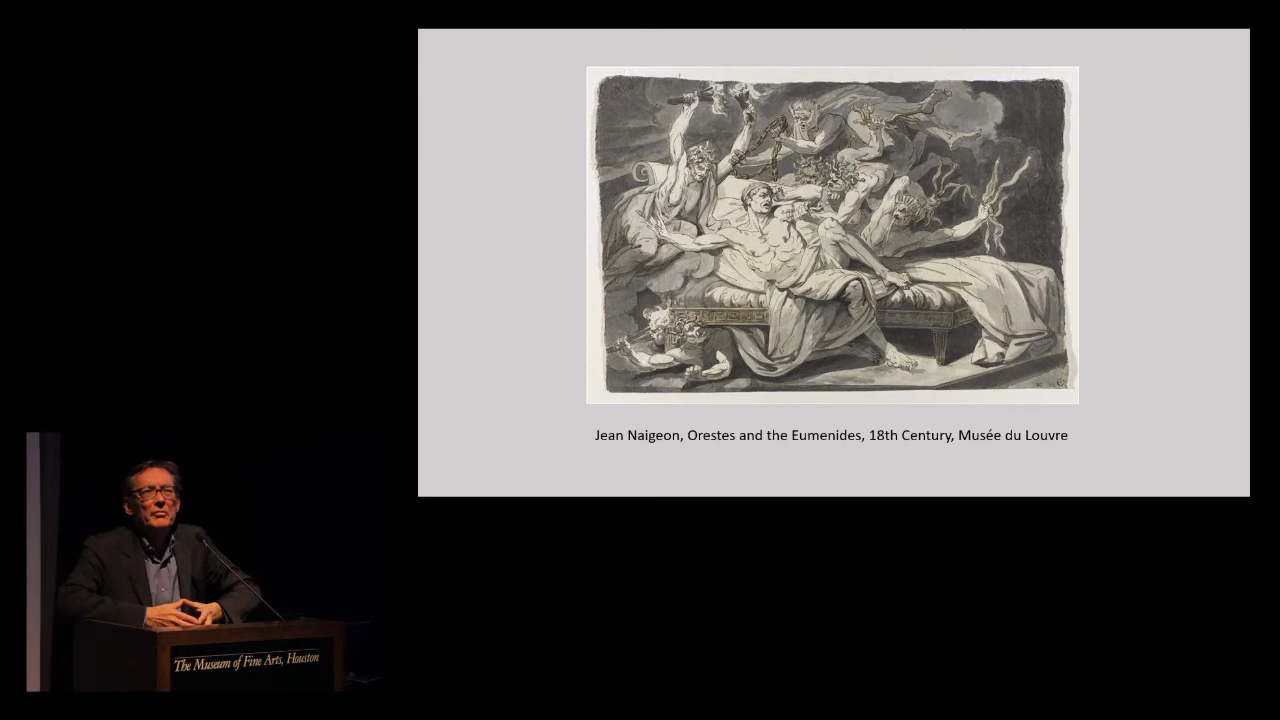 Jean Naigeon, Orestes and the Eumenides, 18th Century, Musée du Louvre
The Museum of Fine Arts, Houston